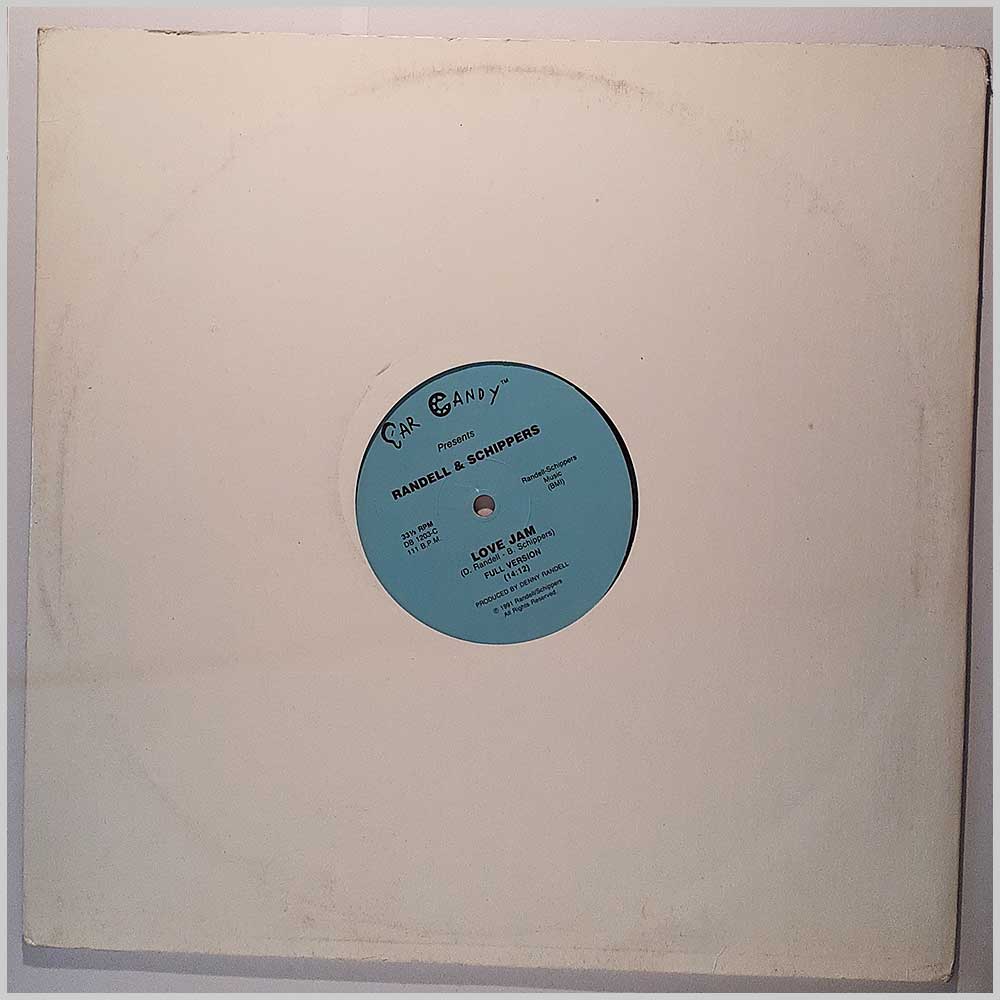 Ear Candy™
Presents
RANDELL & SCHIPPERS
Randell-Schippers
Music
(BMI)
33⅓ RPM
DB 1203-C
111 B.P.M.
LOVE JAM
(D. Randell - B. Schippers)
FULL VERSION
(14:12)
PRODUCED BY DENNY RANDELL
© 1991 Randell/Schippers
All Rights Reserved.